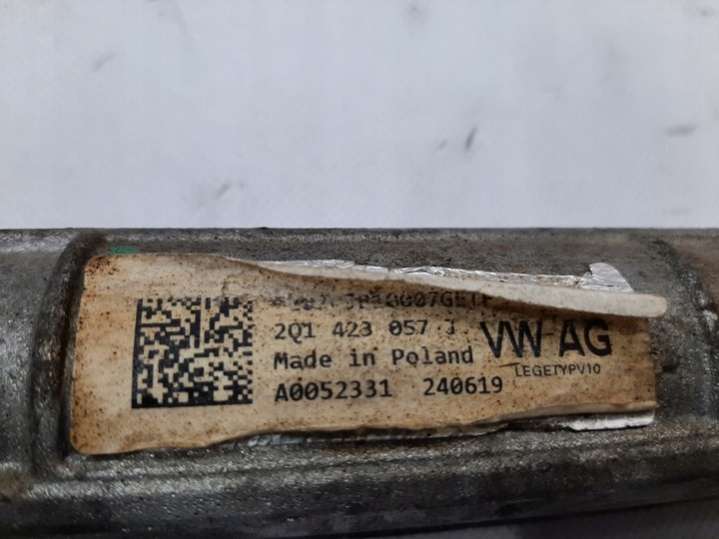 2Q1 423 057 J
VW AG
Made in Poland
LEGETYPV10
A0052331 240619